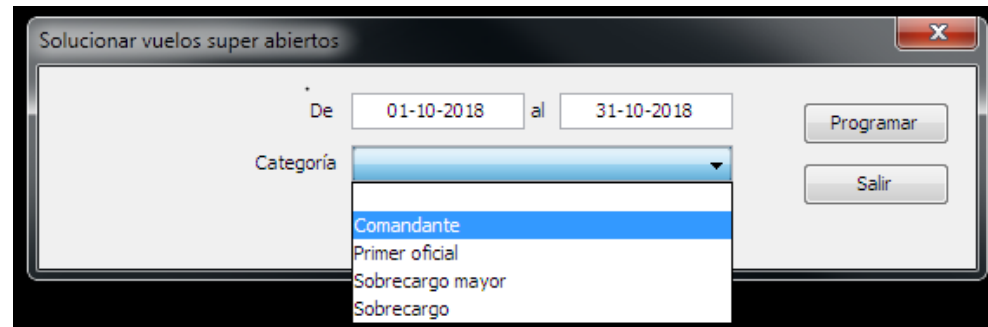 Solucionar vuelos super abiertos
De 01-10-2018 al 31-10-2018
Programar
Categoría
Salir
Comandante
Primer oficial
Sobrecargo mayor
Sobrecargo